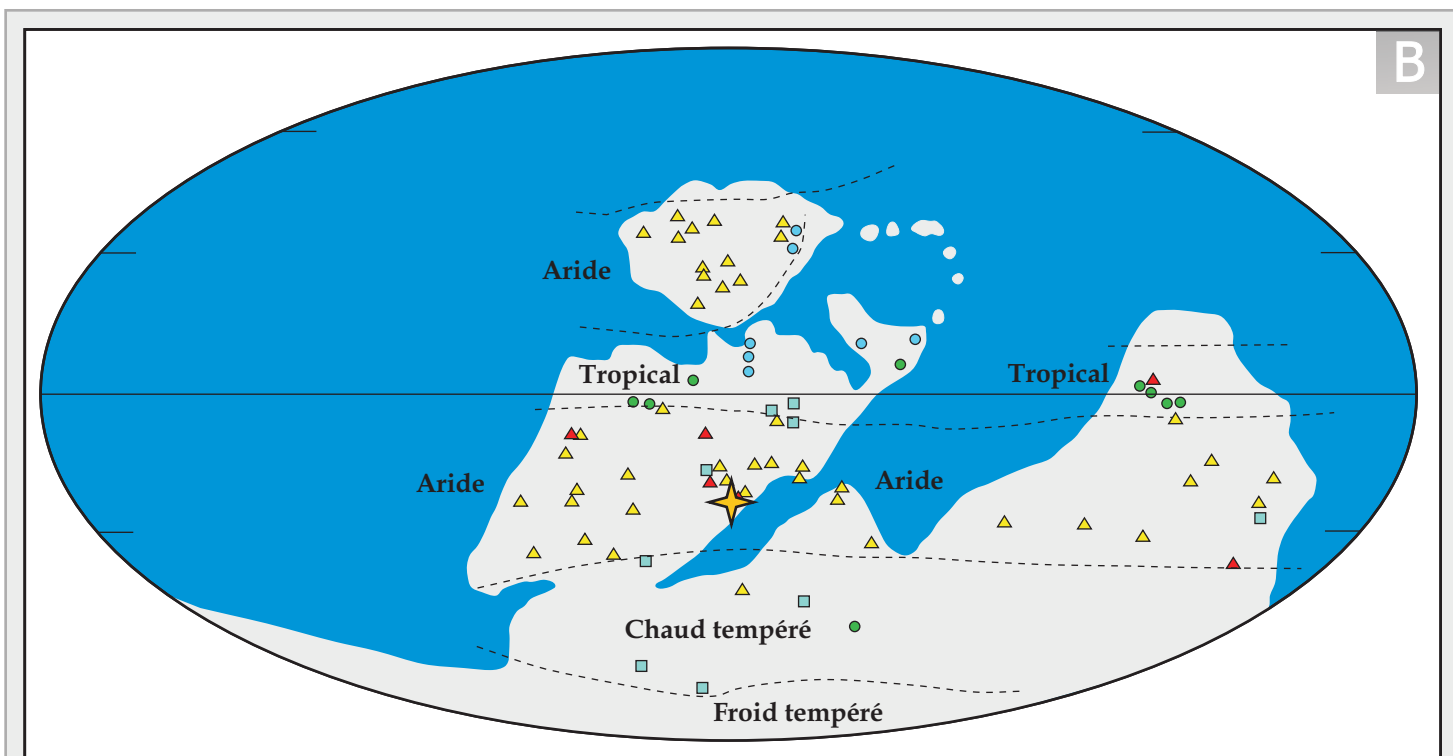 B
Aride
Tropical
Tropical
Aride
Aride
Chaud tempéré
Froid tempéré